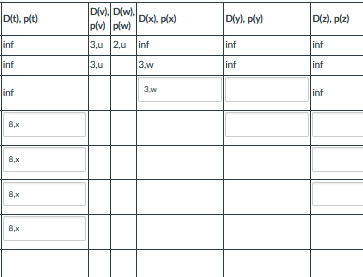 D(t), p(t) D(v), p(v) D(w), p(w) D(x), p(x) D(y), p(y) D(z), p(z)
inf 3,u 2,u inf inf inf
inf 3,u 3,w inf inf
inf 3,w inf
8,x
8,x
8,x
8,x